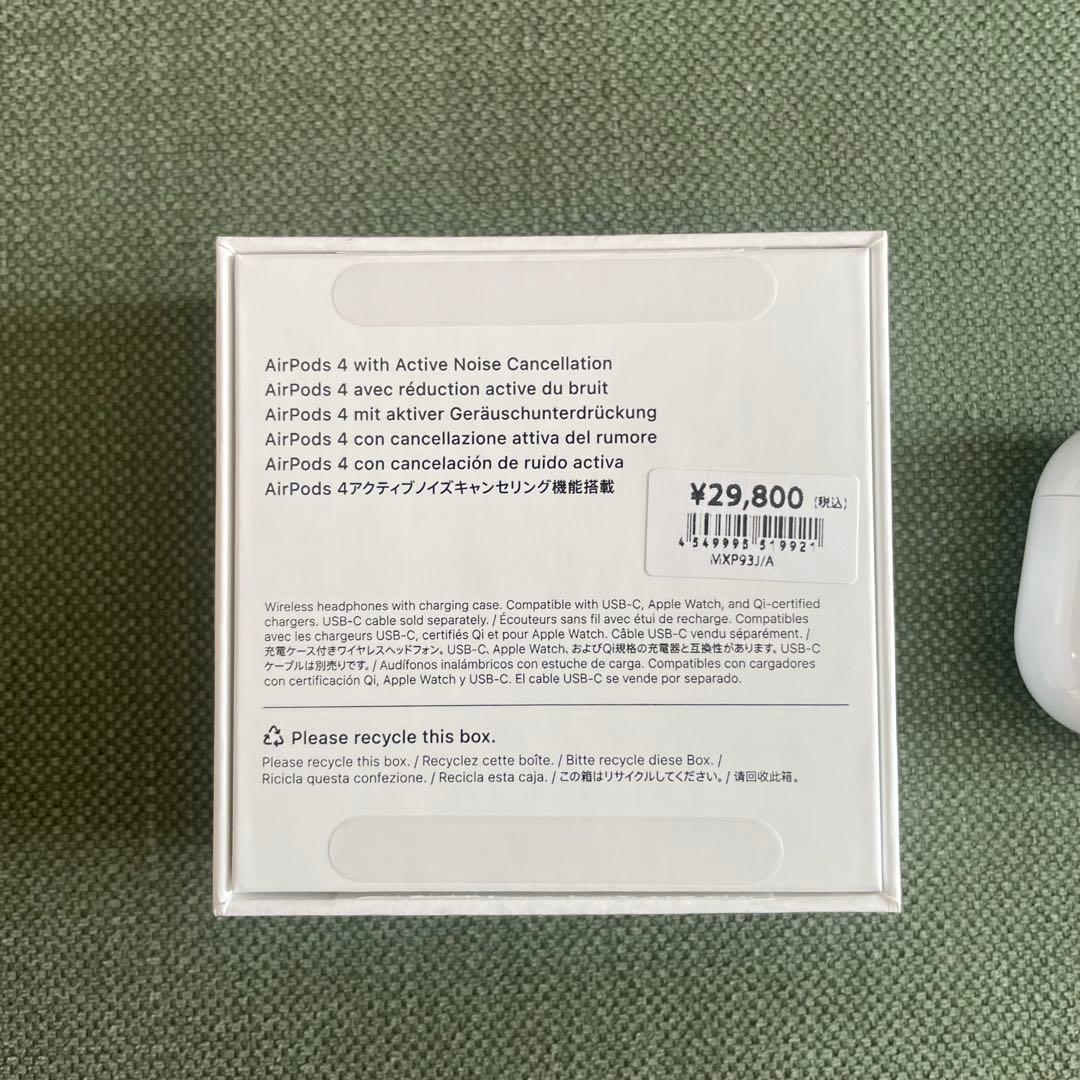 AirPods 4 with Active Noise Cancellation
AirPods 4 avec réduction active du bruit
AirPods 4 mit aktiver Geräuschunterdrückung
AirPods 4 con cancellazione attiva del rumore
AirPods 4 con cancelación de ruido activa
AirPods 4アクティブノイズキャンセリング機能搭載
¥29,800 (税込)
4 549995 519921
MXP93J/A
Wireless headphones with charging case. Compatible with USB-C, Apple Watch, and Qi-certified
chargers. USB-C cable sold separately. / Écouteurs sans fil avec étui de recharge. Compatibles
avec les chargeurs USB-C, certifiés Qi et pour Apple Watch. Câble USB-C vendu séparément. /
充電ケース付きワイヤレスヘッドフォン。USB-C、Apple Watch、およびQi規格の充電器と互換性があります。USB-C
ケーブルは別売りです。/ Audífonos inalámbricos con estuche de carga. Compatibles con cargadores
con certificación Qi, Apple Watch y USB-C. El cable USB-C se vende por separado.
Please recycle this box.
Please recycle this box. / Recyclez cette boîte. / Bitte recycle diese Box. /
Ricicla questa confezione. / Recicla esta caja. / この箱はリサイクルしてください。/ 请回收此箱。